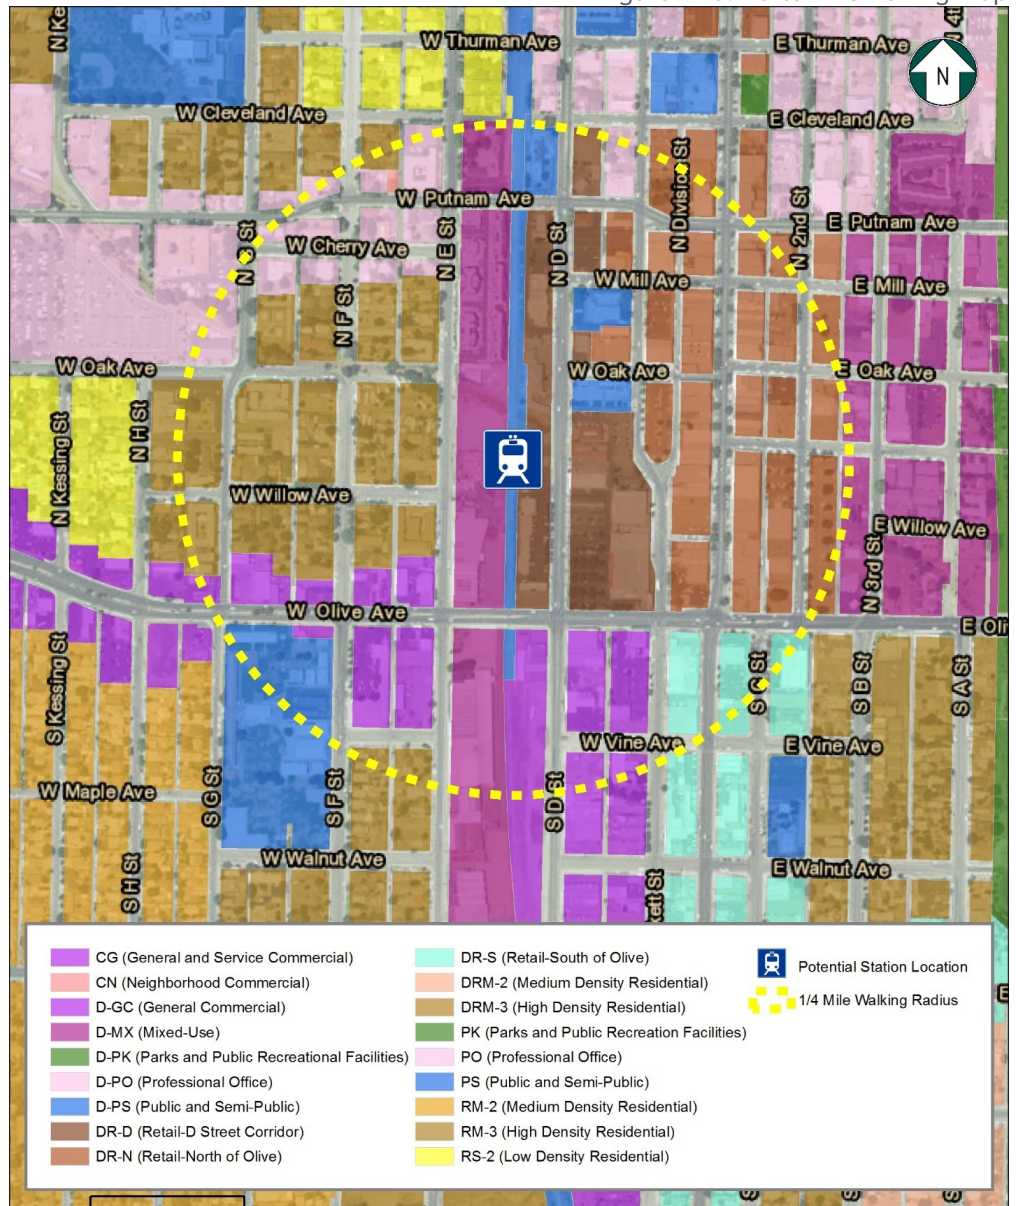 N Ke
W Thurman Ave
E Thurman Ave
N 4t
N
W Cleveland Ave
E Cleveland Ave
N Division St
W Putnam Ave
N 2nd St
E Putnam Ave
N G St
W Cherry Ave
N E St
N D St
W Mill Ave
E Mill Ave
N F St
W Oak Ave
W Oak Ave
E Oak Ave
N Kessing St
N H St
W Willow Ave
E Willow Ave
N 3rd St
W Olive Ave
E Oli
S Kessing St
S C St
S B St
S A St
W Vine Ave
E Vine Ave
W Maple Ave
S G St
S F St
S D St
W Walnut Ave
E Walnut Ave
S H St
kett St
CG (General and Service Commercial)
CN (Neighborhood Commercial)
D-GC (General Commercial)
D-MX (Mixed-Use)
D-PK (Parks and Public Recreational Facilities)
D-PO (Professional Office)
D-PS (Public and Semi-Public)
DR-D (Retail-D Street Corridor)
DR-N (Retail-North of Olive)
DR-S (Retail-South of Olive)
DRM-2 (Medium Density Residential)
DRM-3 (High Density Residential)
PK (Parks and Public Recreation Facilities)
PO (Professional Office)
PS (Public and Semi-Public)
RM-2 (Medium Density Residential)
RM-3 (High Density Residential)
RS-2 (Low Density Residential)
Potential Station Location
1/4 Mile Walking Radius
E